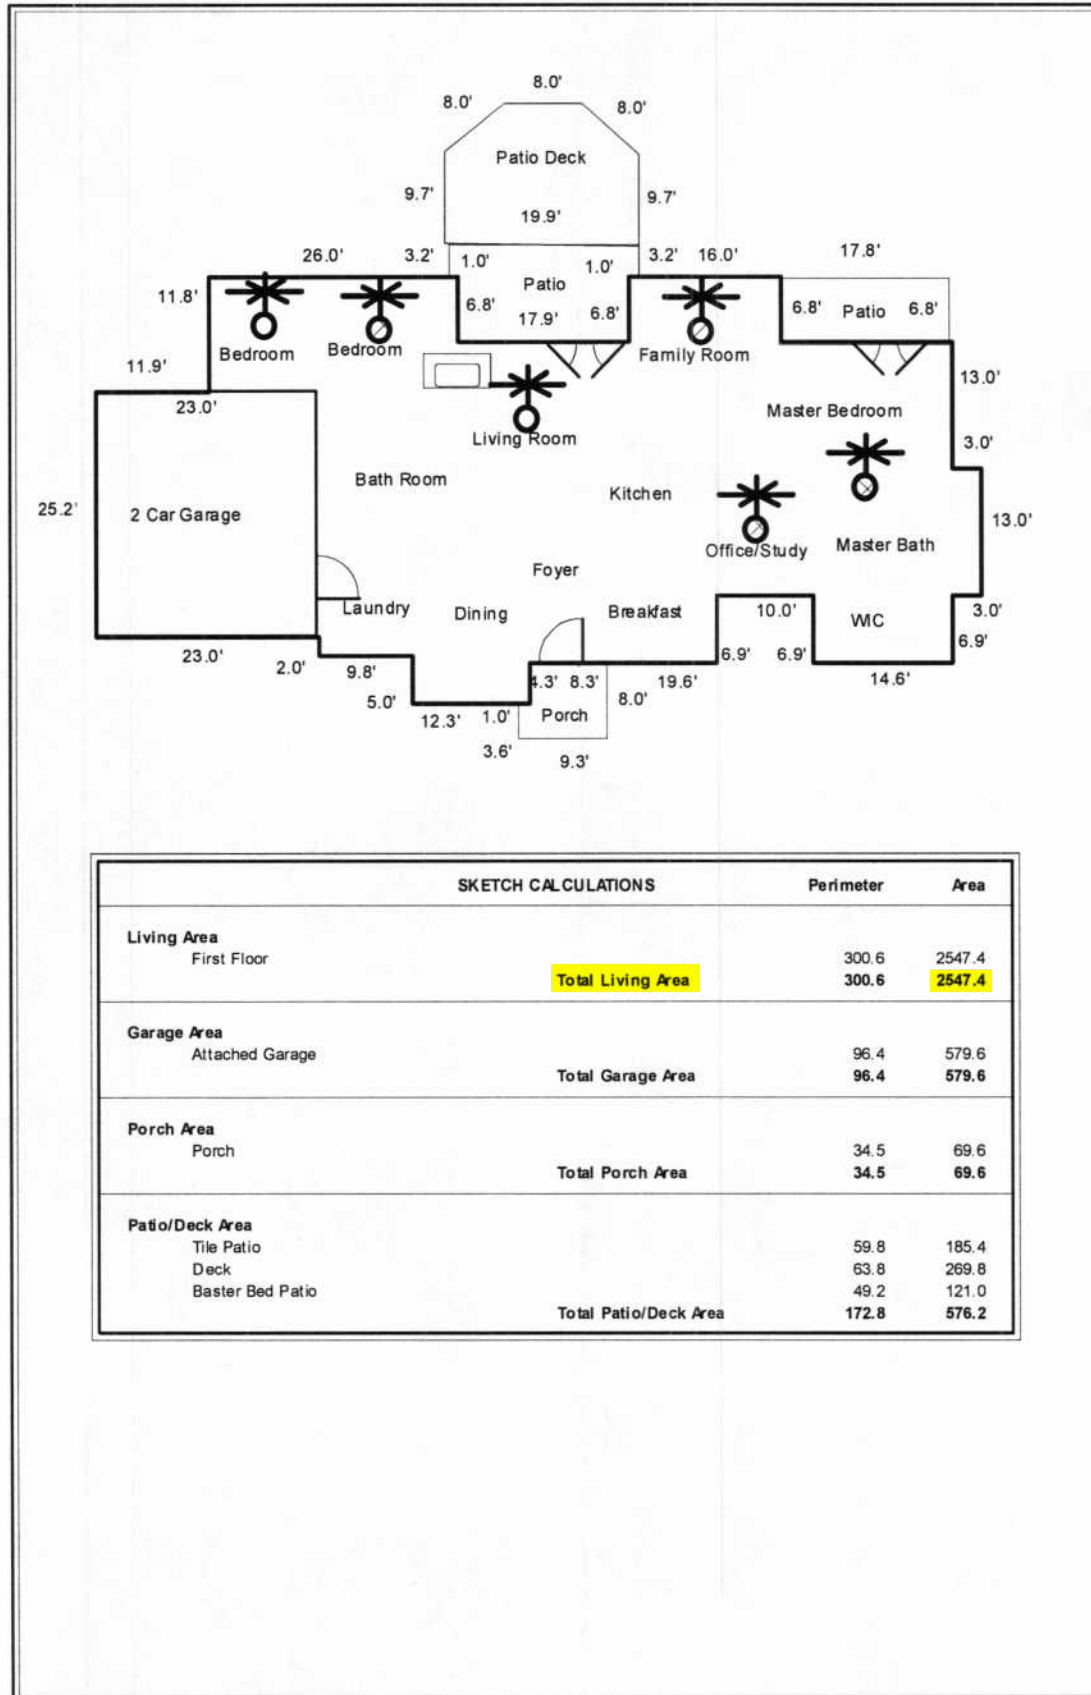 8.0'
8.0' 8.0'
Patio Deck
9.7' 9.7'
19.9'
26.0' 3.2' 1.0' 1.0' 3.2' 16.0' 17.8'
11.8' Patio
6.8' 17.9' 6.8' 6.8' Patio 6.8'
Bedroom Bedroom Family Room
11.9' 13.0'
23.0' Master Bedroom
Living Room 3.0'
Bath Room Kitchen
25.2' 2 Car Garage 13.0'
Office/Study Master Bath
Foyer
Laundry Dining Breakfast 10.0' WIC 3.0'
23.0' 2.0' 9.8' 6.9' 6.9' 6.9'
5.0' 4.3' 8.3' 19.6' 14.6'
12.3' 1.0' Porch 8.0'
3.6' 9.3'
SKETCH CALCULATIONS Perimeter Area
Living Area
First Floor 300.6 2547.4
Total Living Area 300.6 2547.4
Garage Area
Attached Garage 96.4 579.6
Total Garage Area 96.4 579.6
Porch Area
Porch 34.5 69.6
Total Porch Area 34.5 69.6
Patio/Deck Area
Tile Patio 59.8 185.4
Deck 63.8 269.8
Baster Bed Patio 49.2 121.0
Total Patio/Deck Area 172.8 576.2